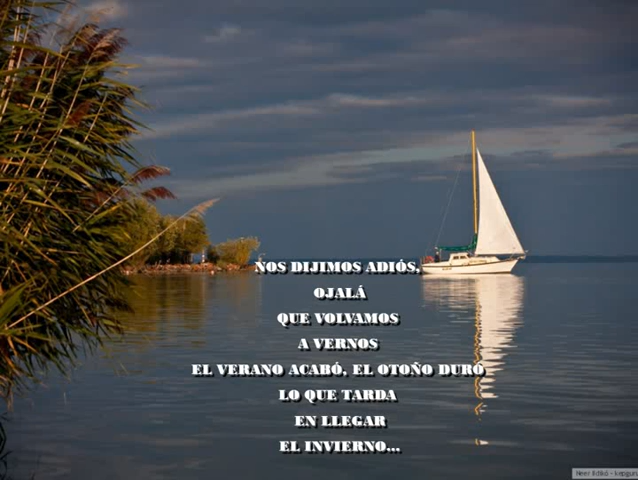 NOS DIJIMOS ADIÓS,
OJALÁ
QUE VOLVAMOS
A VERNOS
EL VERANO ACABÓ, EL OTOÑO DURÓ
LO QUE TARDA
EN LLEGAR
EL INVIERNO...